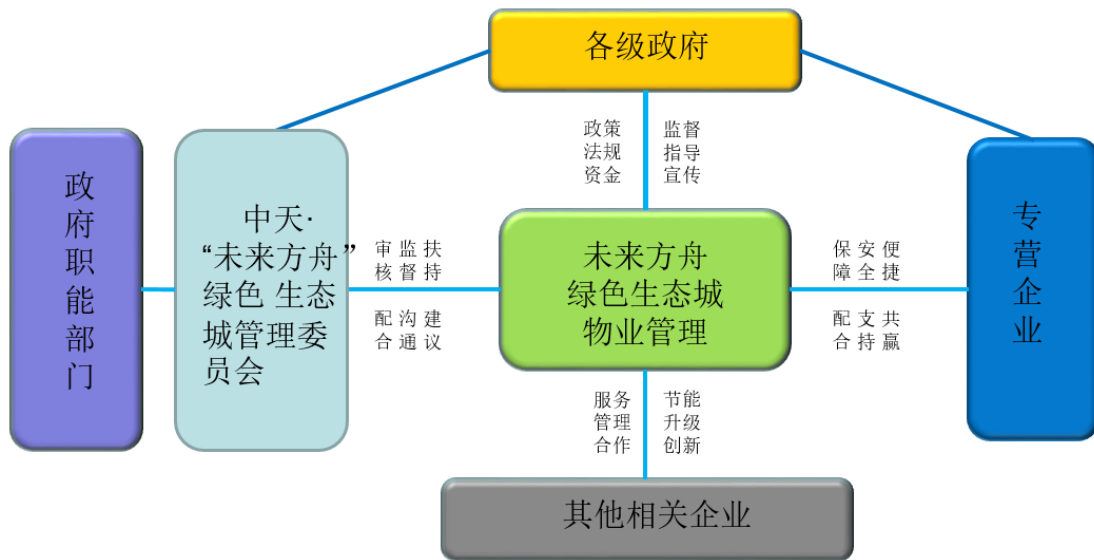 各级政府
政策
法规
资金
监督
指导
宣传
政府职能部门
中天·
“未来方舟”
绿色 生态
城管理委
员会
审监扶
核督持
配沟建
合通议
未来方舟
绿色生态城
物业管理
保安便
障全捷
配支共
合持赢
专营企业
服务
管理
合作
节能
升级
创新
其他相关企业